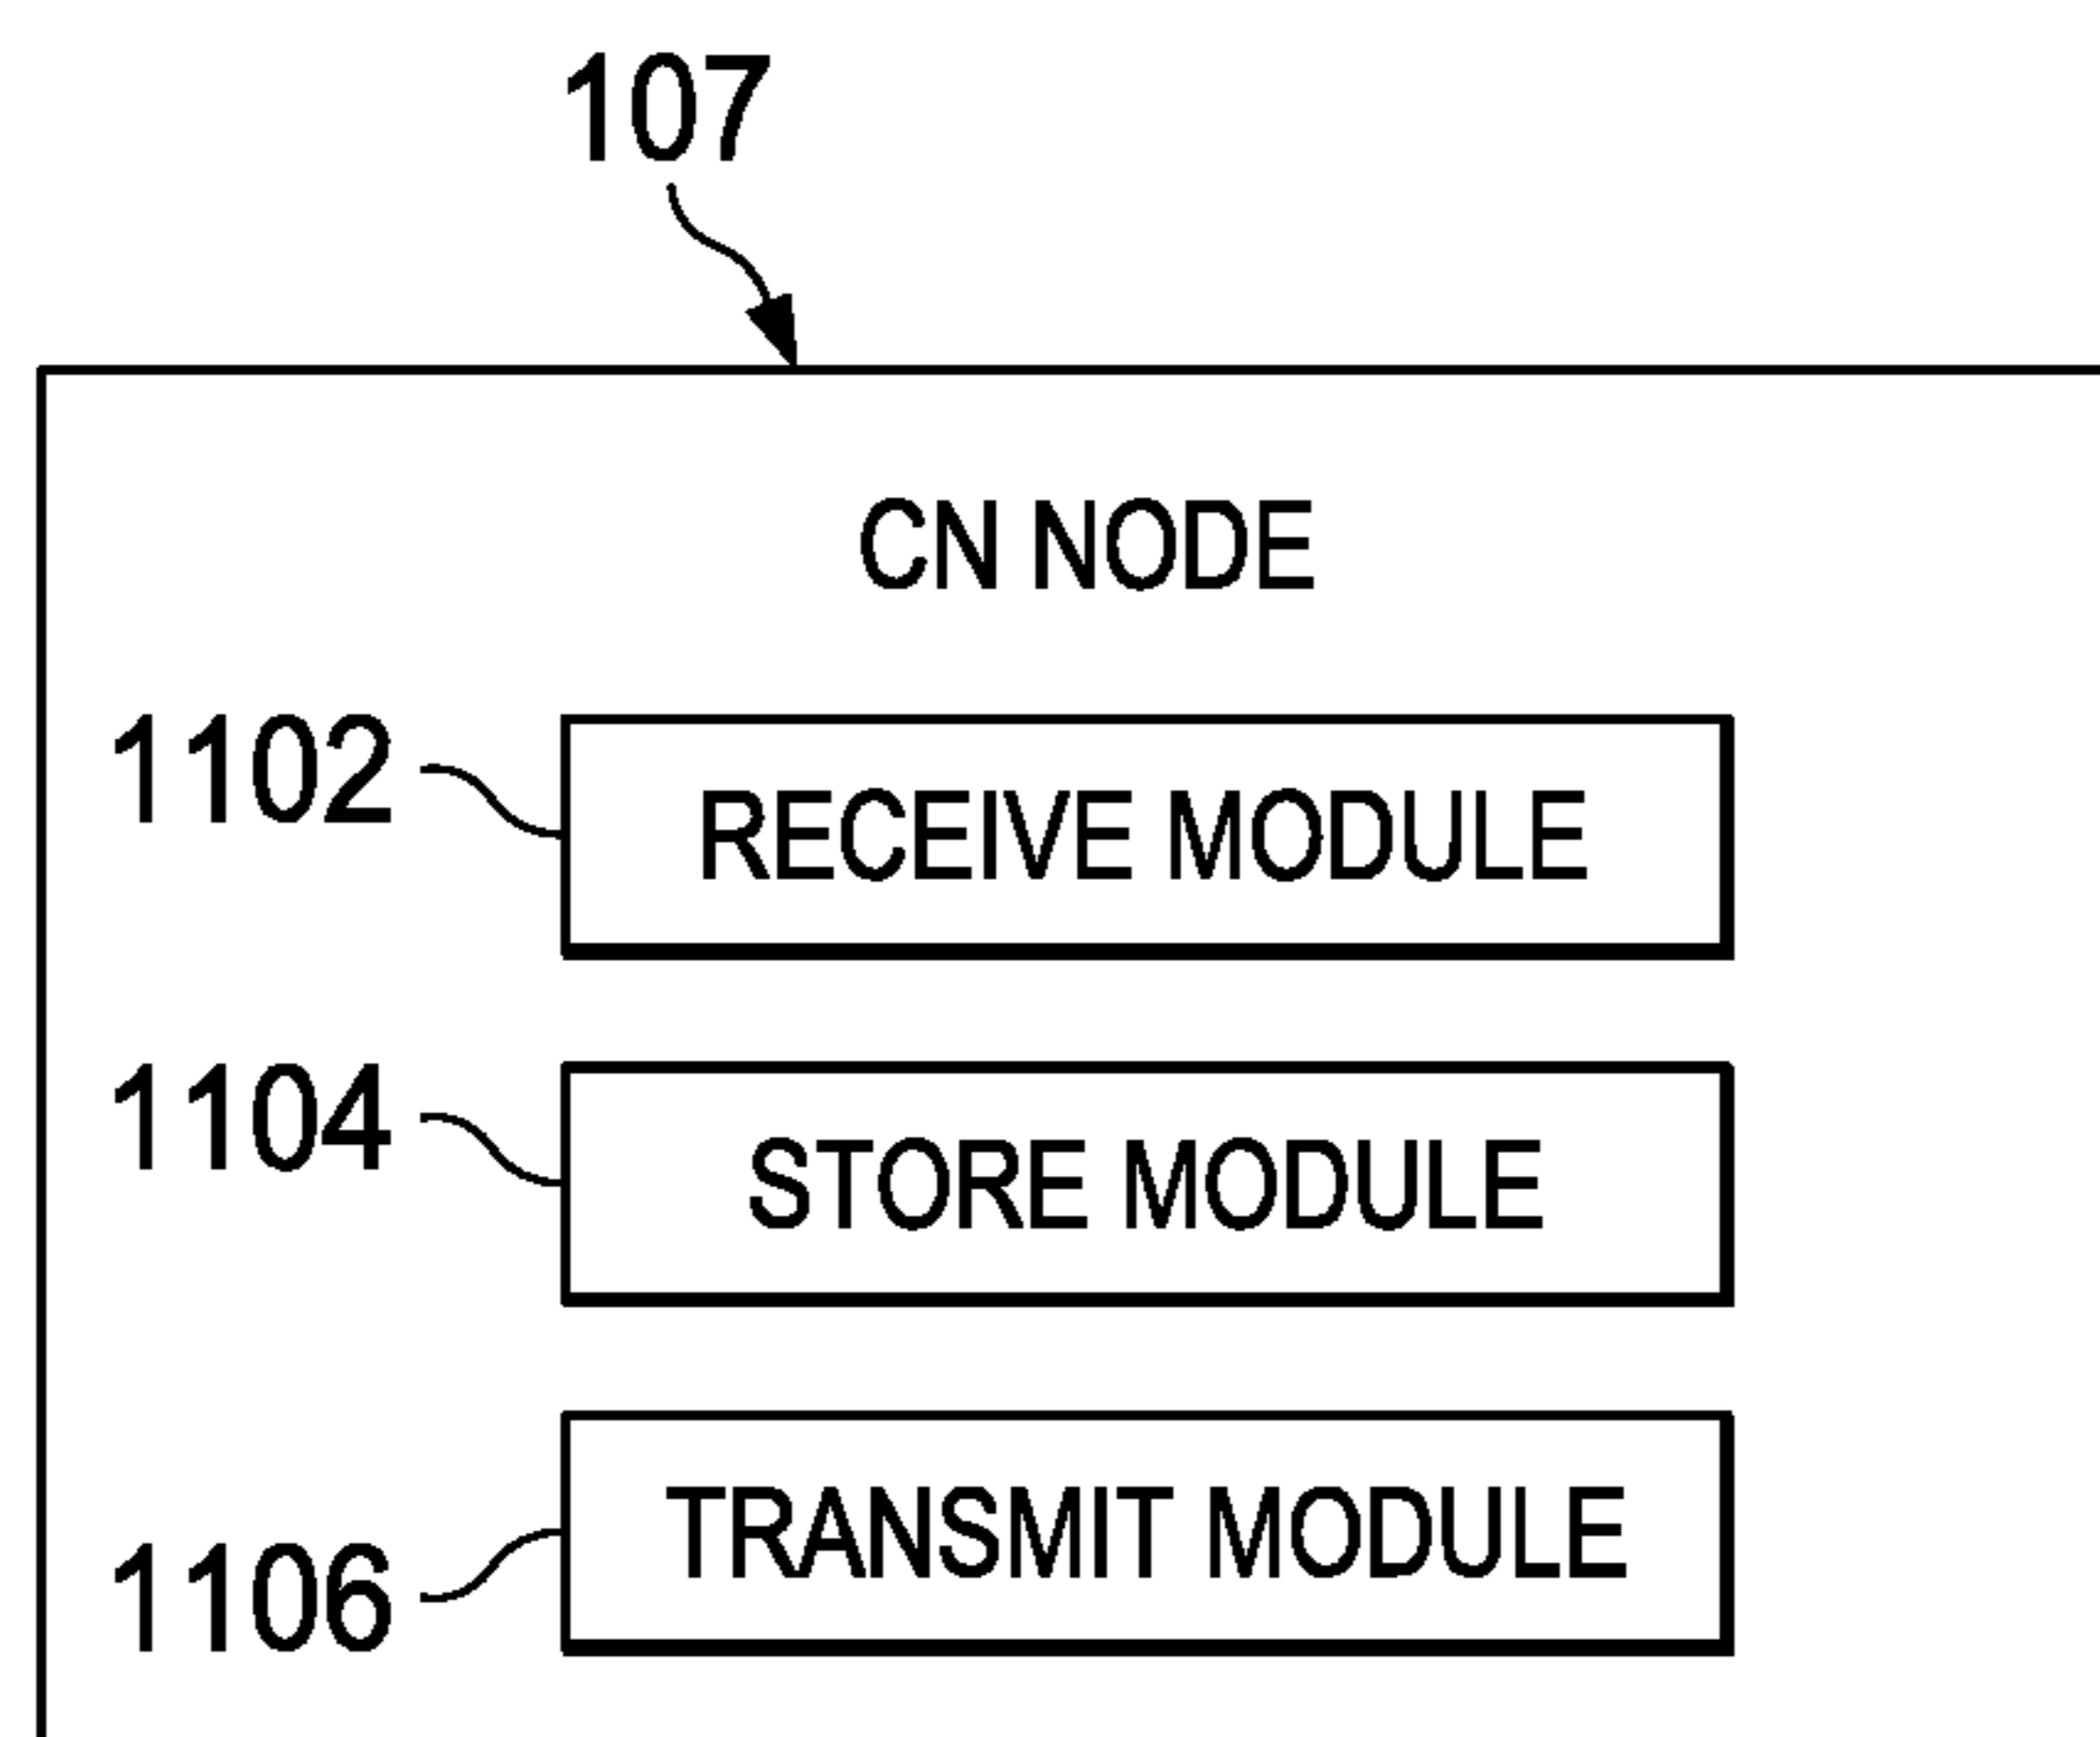 107
CN NODE
1102
RECEIVE MODULE
1104
STORE MODULE
TRANSMIT MODULE
1106